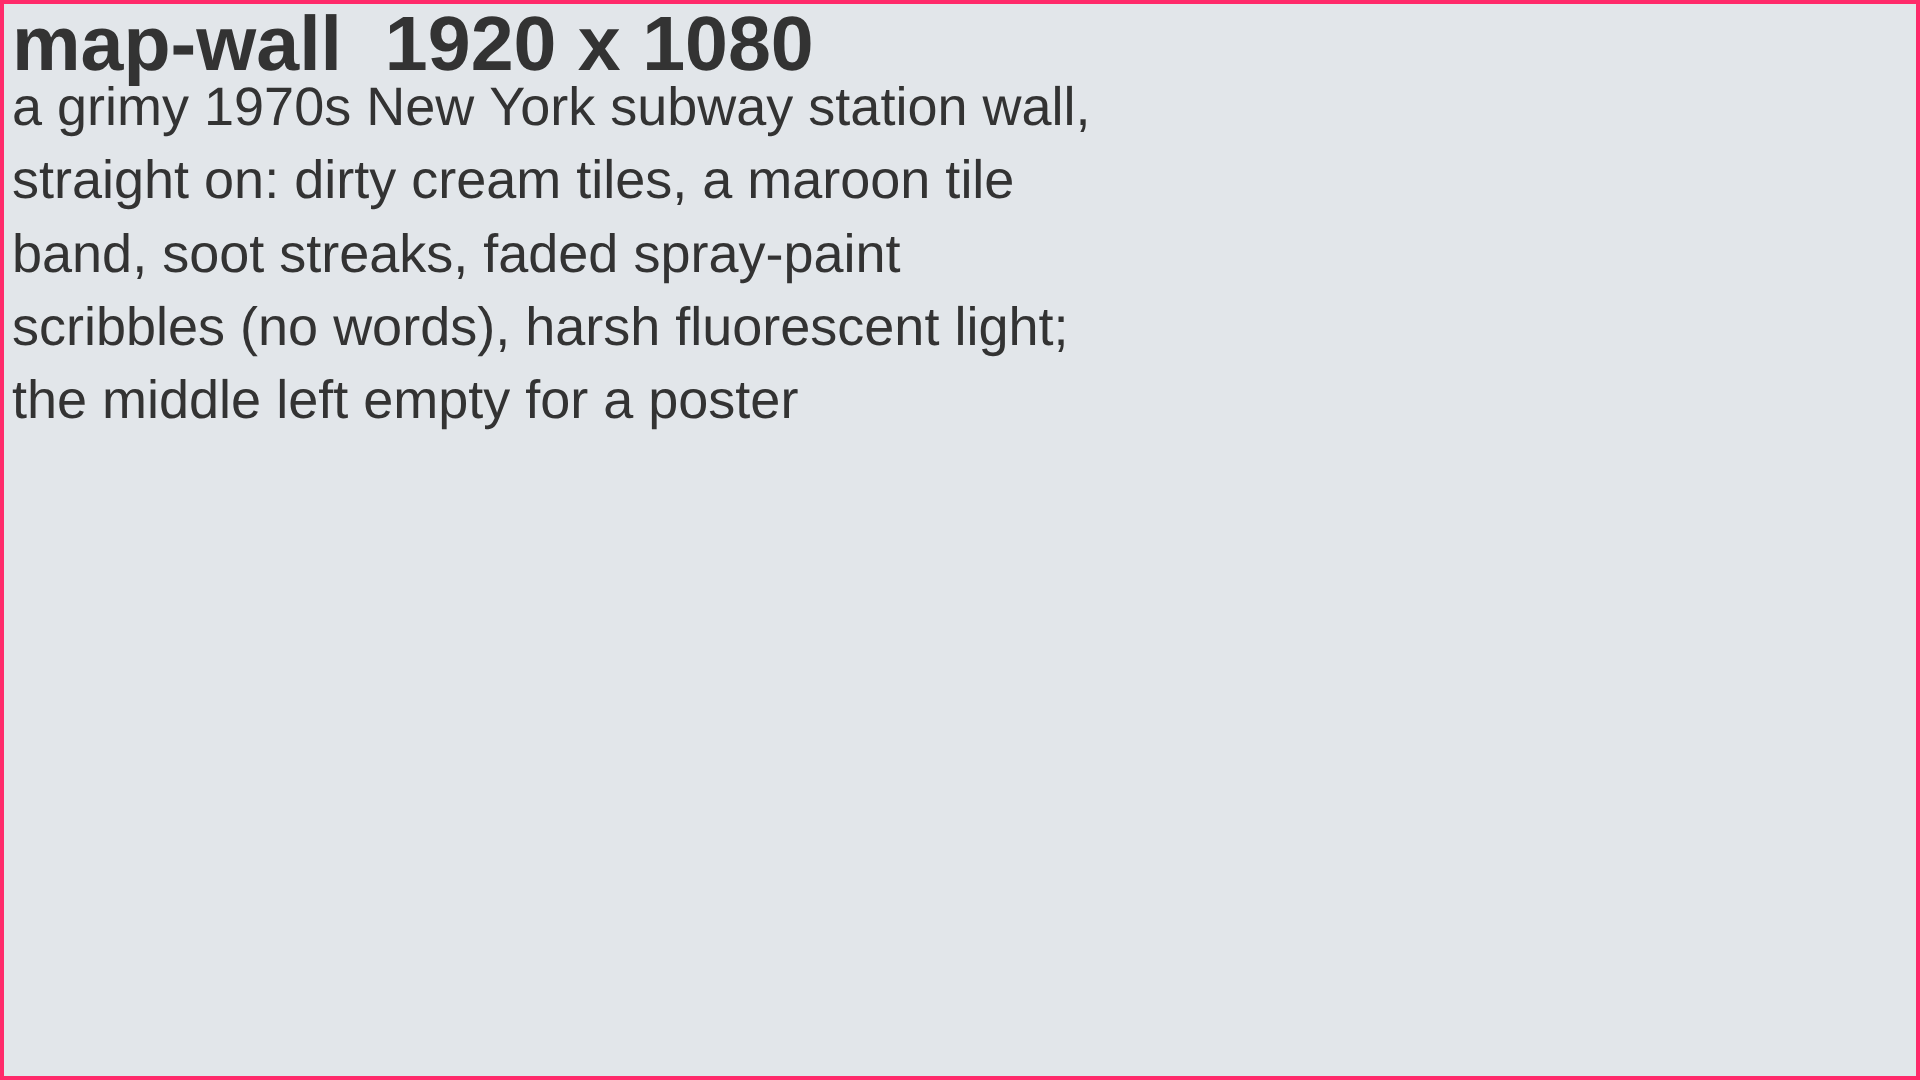 map-wall  1920 x 1080
a grimy 1970s New York subway station wall,
straight on: dirty cream tiles, a maroon tile
band, soot streaks, faded spray-paint
scribbles (no words), harsh fluorescent light;
the middle left empty for a poster